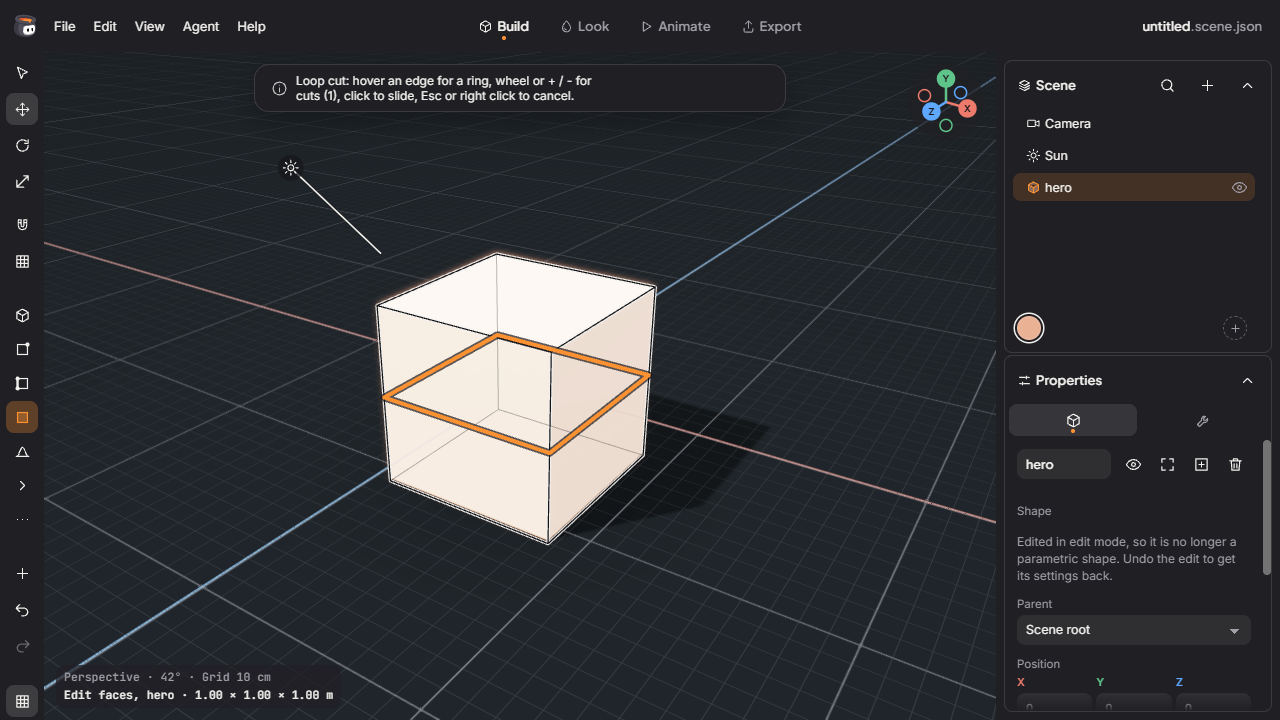 File Edit View Agent Help
Build Look Animate Export
untitled.scene.json
Loop cut: hover an edge for a ring, wheel or + / - for
cuts (1), click to slide, Esc or right click to cancel.
Y
X
Z
Scene
Camera
Sun
hero
Properties
hero
Shape
Edited in edit mode, so it is no longer a
parametric shape. Undo the edit to get
its settings back.
Parent
Scene root
Position
X Y Z
Perspective · 42° · Grid 10 cm
Edit faces, hero · 1.00 × 1.00 × 1.00 m